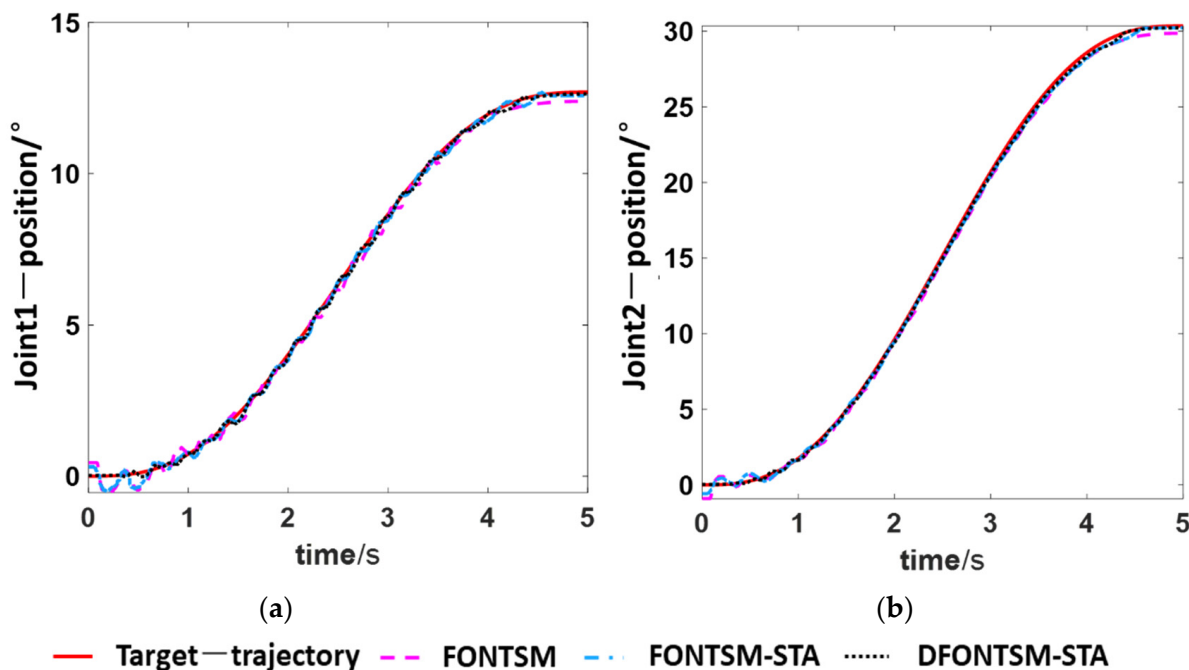 15
10
5
0
Joint1—position/°
0 1 2 3 4 5
time/s
(a)
30
25
20
15
10
5
0
Joint2—position/°
0 1 2 3 4 5
time/s
(b)
Target—trajectory FONTSM FONTSM-STA DFONTSM-STA